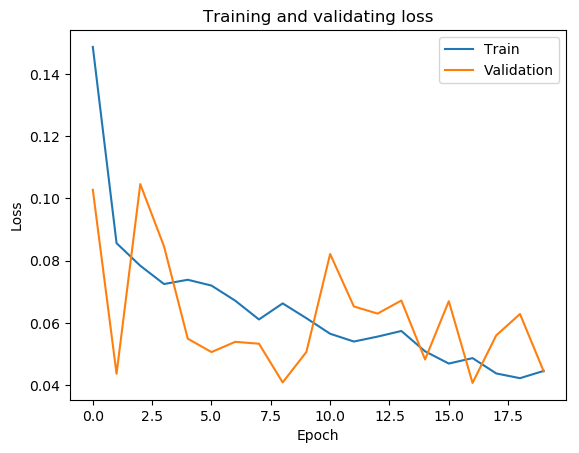 Training and validating loss
Train
Validation
0.14
0.12
0.10
0.08
0.06
0.04
Loss
0.0 2.5 5.0 7.5 10.0 12.5 15.0 17.5
Epoch